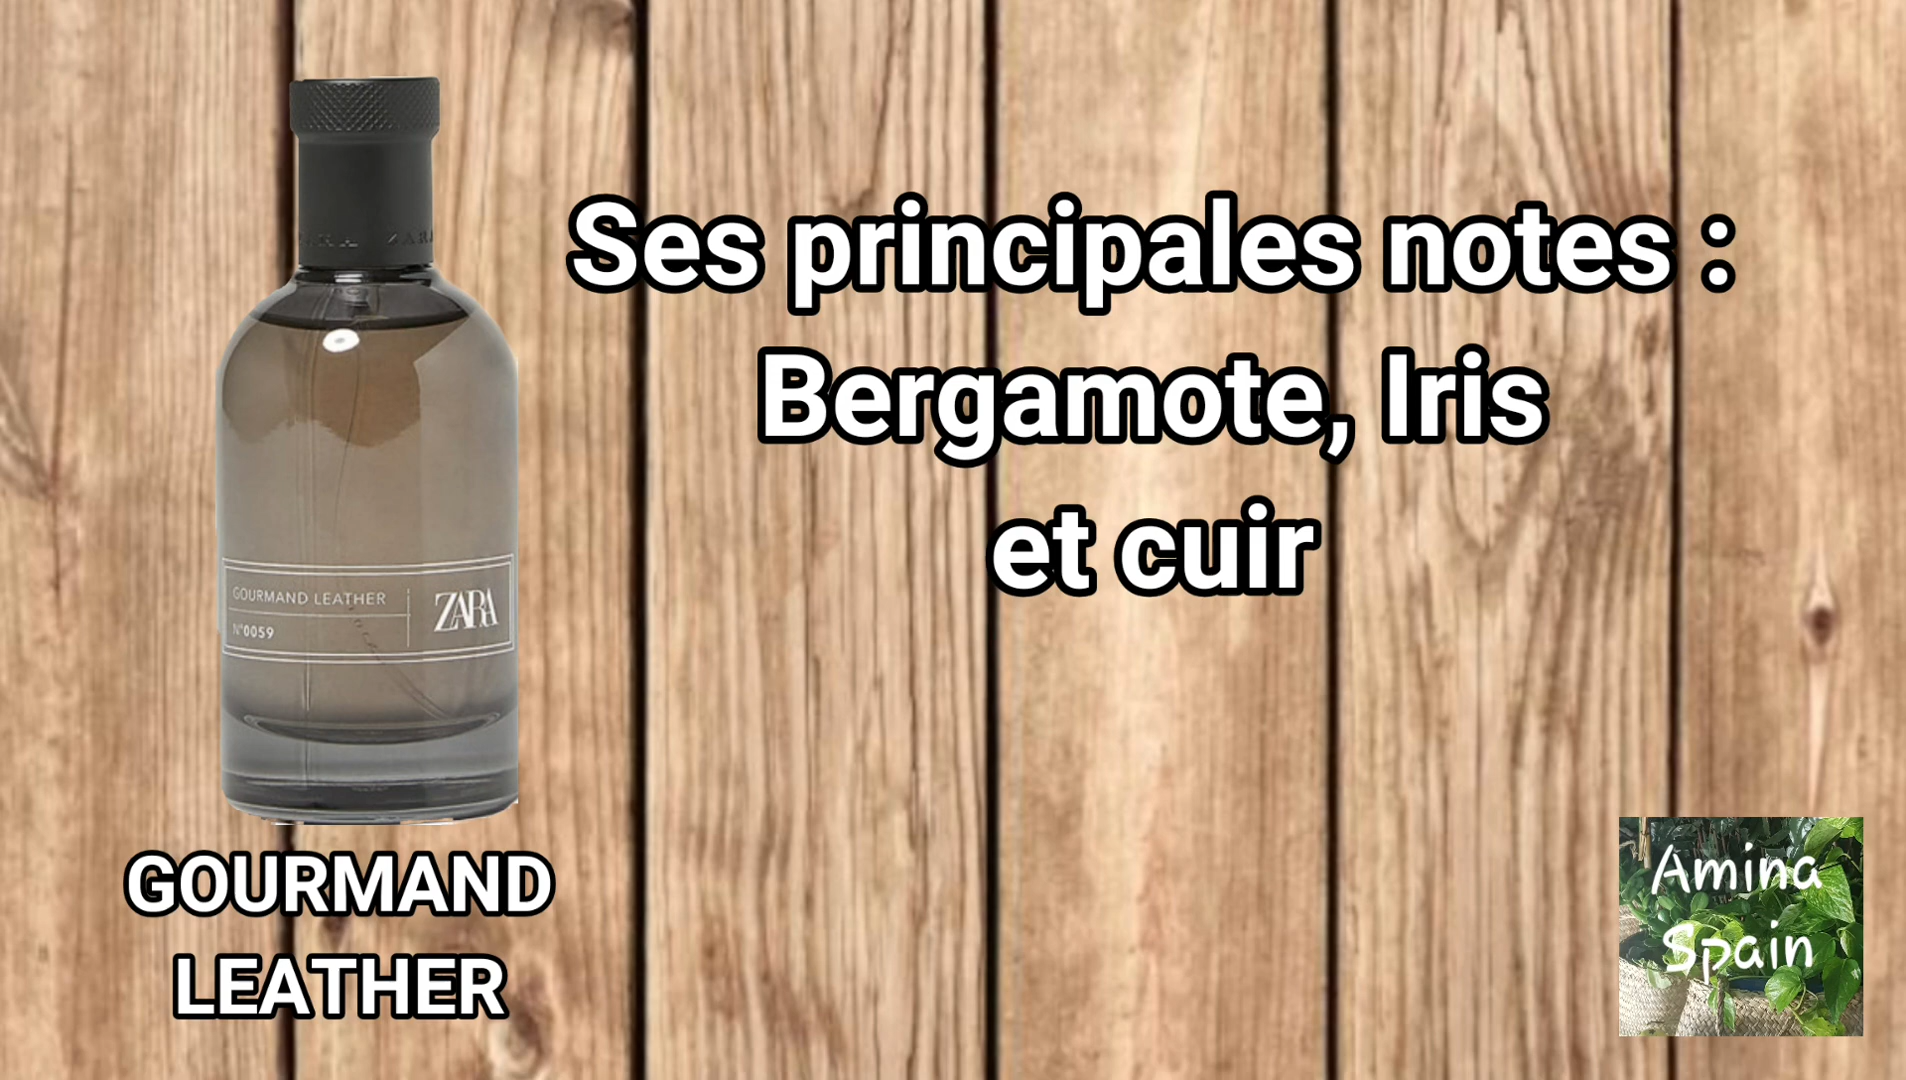 Ses principales notes :
Bergamote, Iris
et cuir
GOURMAND LEATHER
N°0059
ZARA
GOURMAND
LEATHER
Amina
Spain